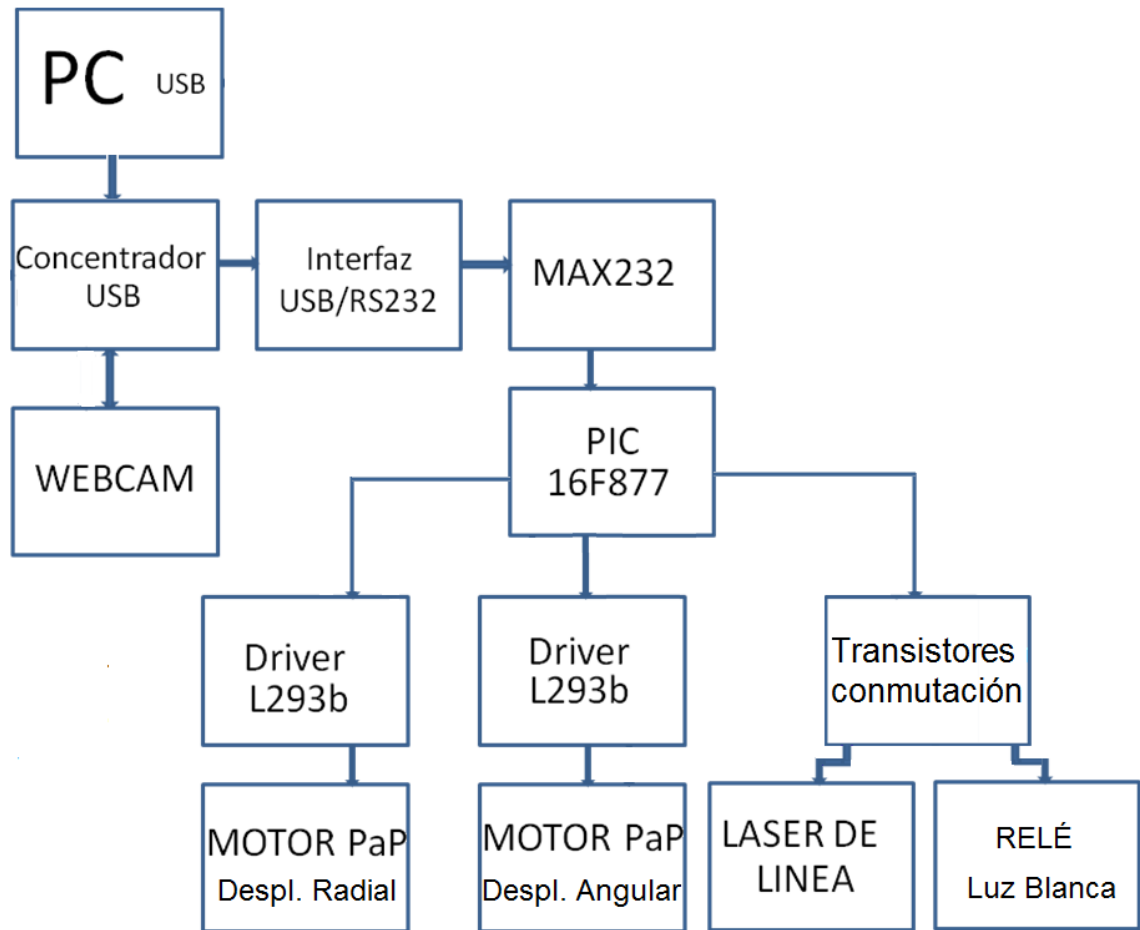 PC USB
Concentrador
USB
Interfaz
USB/RS232
MAX232
WEBCAM
PIC
16F877
Driver
L293b
Driver
L293b
Transistores
conmutación
MOTOR PaP
Despl. Radial
MOTOR PaP
Despl. Angular
LASER DE
LINEA
RELÉ
Luz Blanca